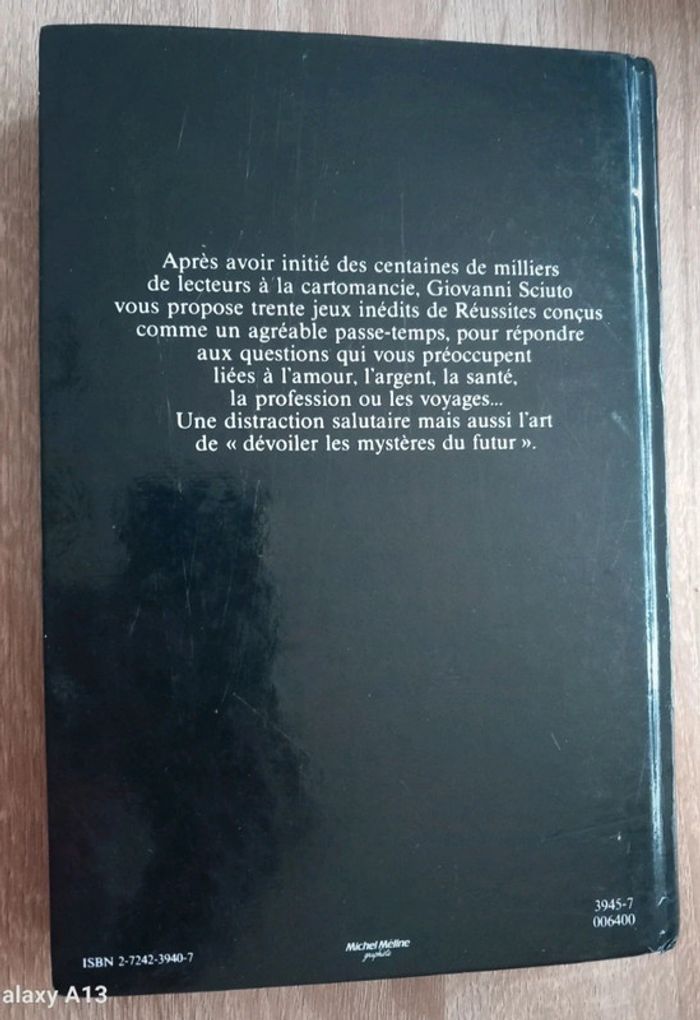 Après avoir initié des centaines de milliers
de lecteurs à la cartomancie, Giovanni Sciuto
vous propose trente jeux inédits de Réussites conçus
comme un agréable passe-temps, pour répondre
aux questions qui vous préoccupent
liées à l'amour, l'argent, la santé,
la profession ou les voyages...
Une distraction salutaire mais aussi l'art
de « dévoiler les mystères du futur ».
3945-7
006400
Michel Méline
graphiste
ISBN 2-7242-3940-7
alaxy A13